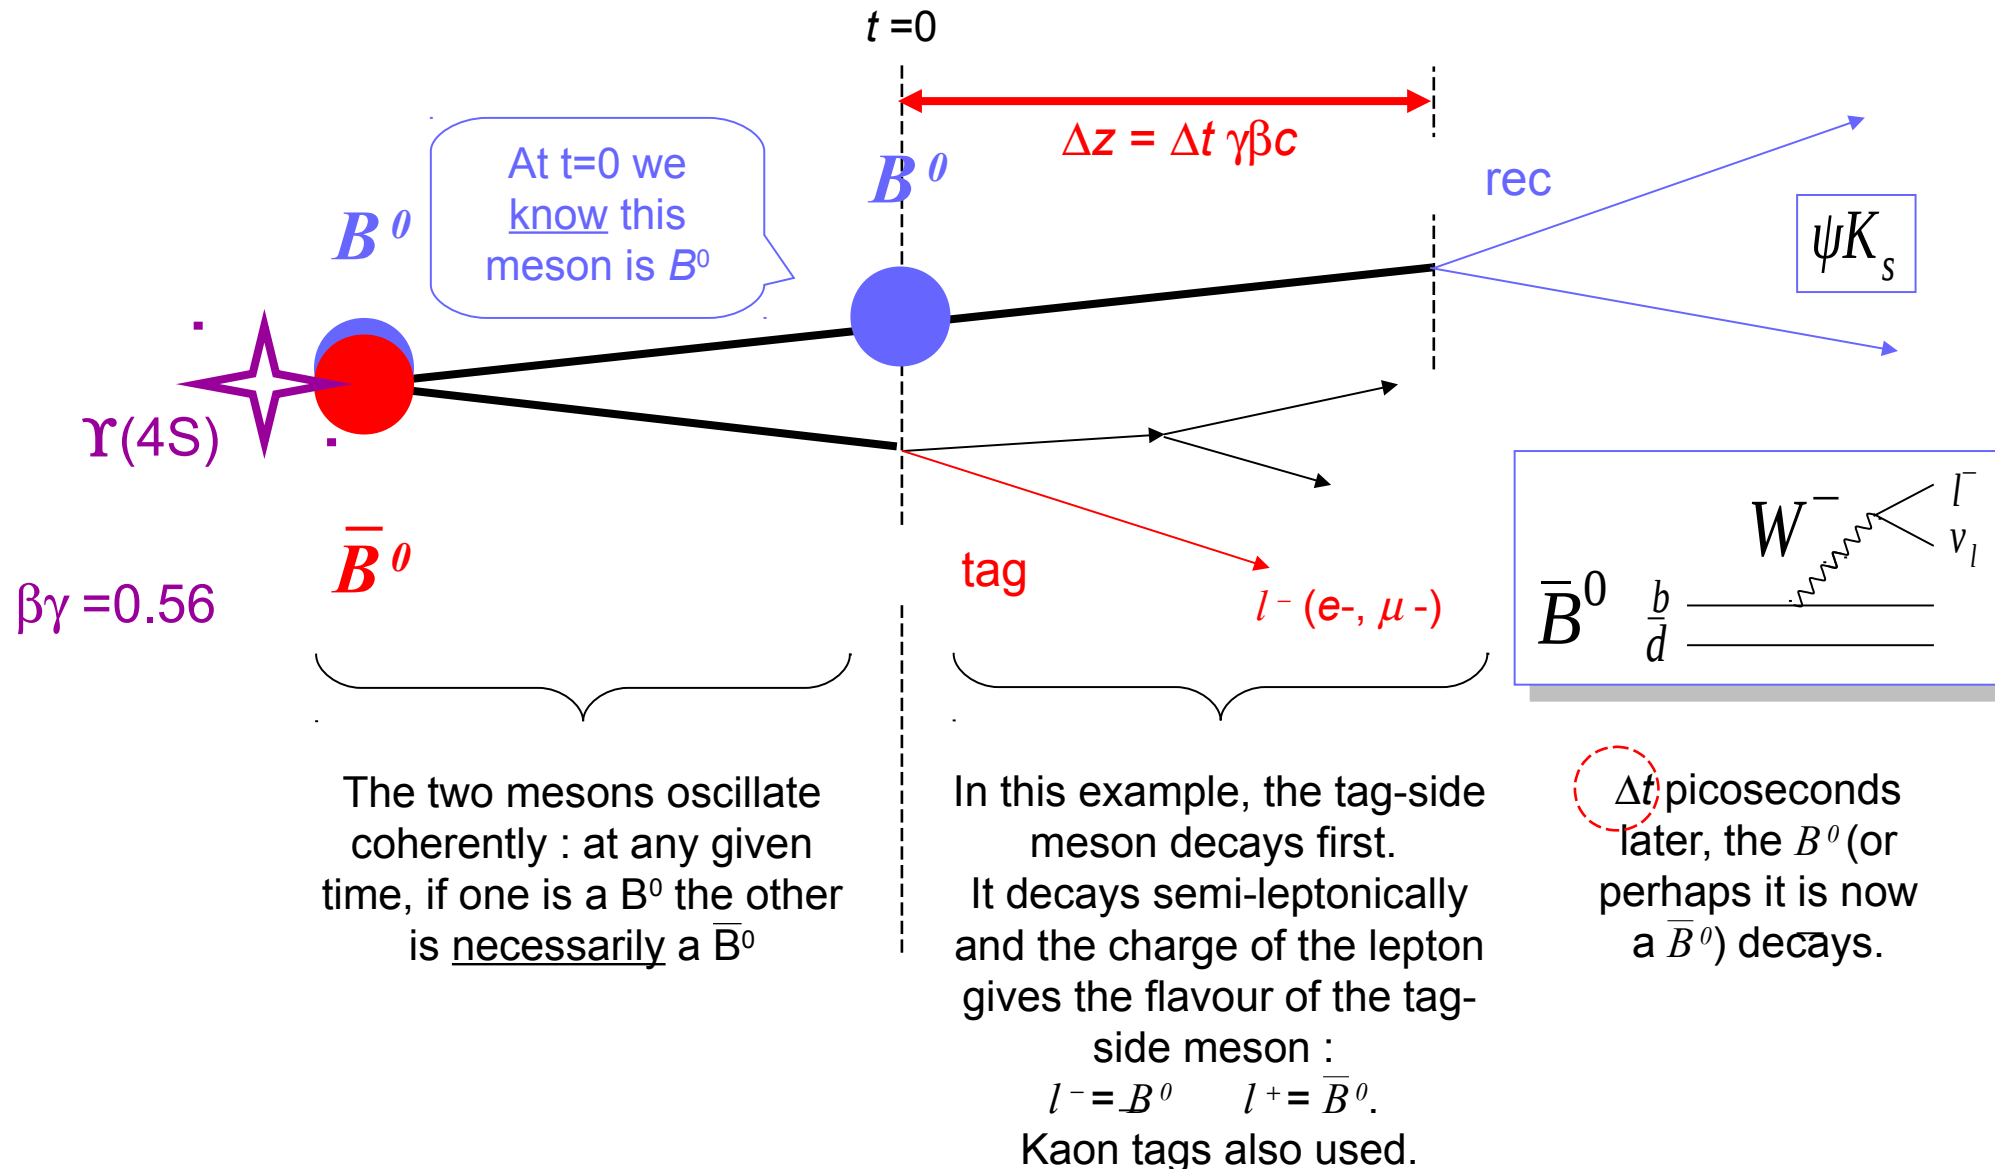 t =0
Δz = Δt γβc
At t=0 we
know this
meson is B⁰
B⁰
B⁰
rec
ψK_s
ϒ(4S)
B̅⁰
βγ =0.56
tag
l⁻ (e-, μ -)
W⁻
l⁻
ν_l
B̅⁰
b
d̅
The two mesons oscillate
coherently : at any given
time, if one is a B⁰ the other
is necessarily a B̅⁰
In this example, the tag-side
meson decays first.
It decays semi-leptonically
and the charge of the lepton
gives the flavour of the tag-
side meson :
l⁻ = B⁰ l⁺ = B̅⁰.
Kaon tags also used.
Δt picoseconds
later, the B⁰ (or
perhaps it is now
a B̅⁰) decays.